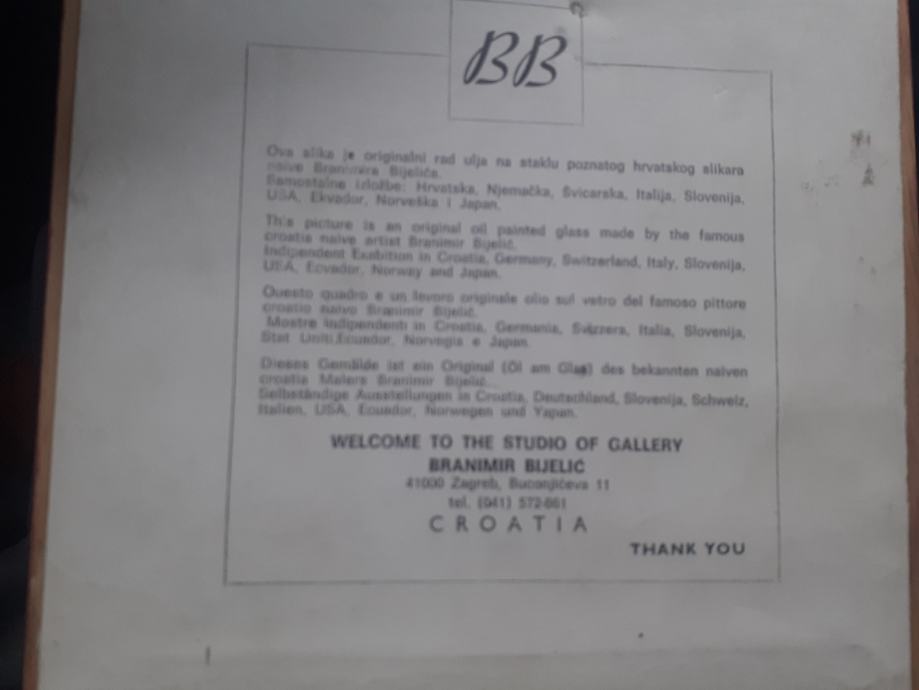 BB
Ova slika je originalni rad ulja na staklu poznatog hrvatskog slikara
naive Branimira Bijelića.
Samostalne izložbe: Hrvatska, Njemačka, Švicarska, Italija, Slovenija,
USA, Ekvador, Norveška i Japan.
This picture is an original oil painted glass made by the famous
croatia naive artist Branimir Bijelić.
Indipendent Exabition in Croatia, Germany, Switzerland, Italy, Slovenija,
USA, Ecvador, Norway and Japan.
Questo quadro e un lavoro originale olio sul vetro del famoso pittore
croatio naivo Branimir Bijelić.
Mostre indipendenti in Croatia, Germania, Svizzera, Italia, Slovenija,
Stat Uniti,Ecuador, Norvegia e Japan.
Dieses Gemälde ist ein Original (Öl am Glas) des bekannten naiven
croatia Malers Branimir Bijelić.
Selbständige Ausstellungen in Croatia, Deutschland, Slovenija, Schweiz,
Italien, USA, Ecuador, Norwegen und Yapan.
WELCOME TO THE STUDIO OF GALLERY
BRANIMIR BIJELIĆ
41000 Zagreb, Buconjićeva 11
tel. (041) 572-661
CROATIA
THANK YOU